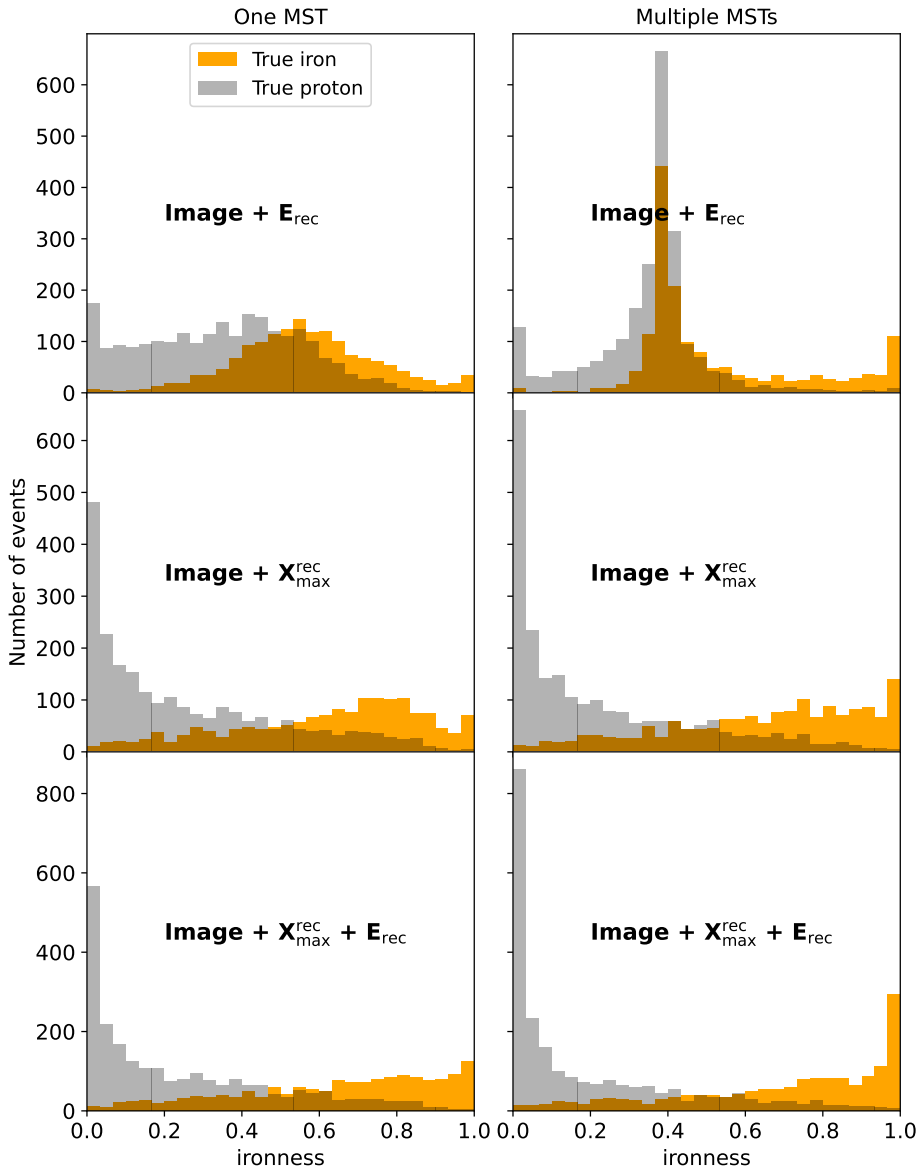 One MST
Multiple MSTs
True iron
True proton
600
500
400
300
200
100
0
Image + E_rec
Image + E_rec
Number of events
600
500
400
300
200
100
0
Image + X_max^rec
Image + X_max^rec
800
600
400
200
0
Image + X_max^rec + E_rec
Image + X_max^rec + E_rec
0.0 0.2 0.4 0.6 0.8 1.0
0.0 0.2 0.4 0.6 0.8 1.0
ironness
ironness